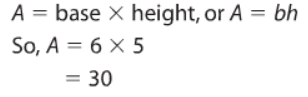 A = base × height, or A = bh
So, A = 6 × 5
= 30